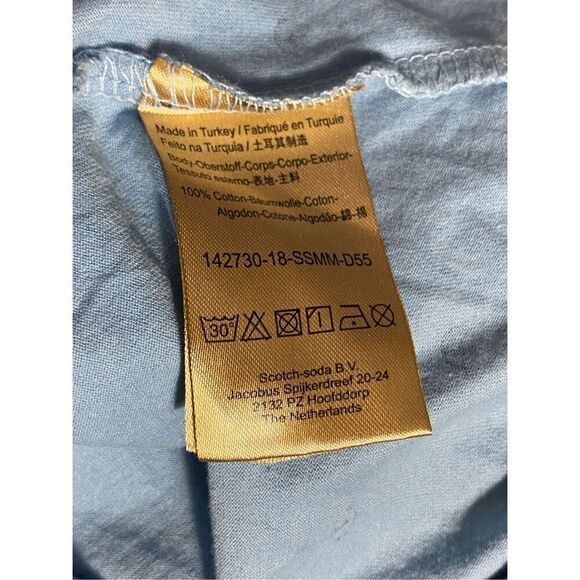 Made in Turkey / Fabriqué en Turquie
Feito na Turquia / 土耳其制造
Body-Oberstoff-Corps-Corpo-Exterior-
Tessuto esterno-表地-主料
100% Cotton-Baumwolle-Coton-
Algodon-Cotone-Algodão-綿-棉
142730-18-SSMM-D55
30°
Scotch-soda B.V.
Jacobus Spijkerdreef 20-24
2132 PZ Hoofddorp
The Netherlands